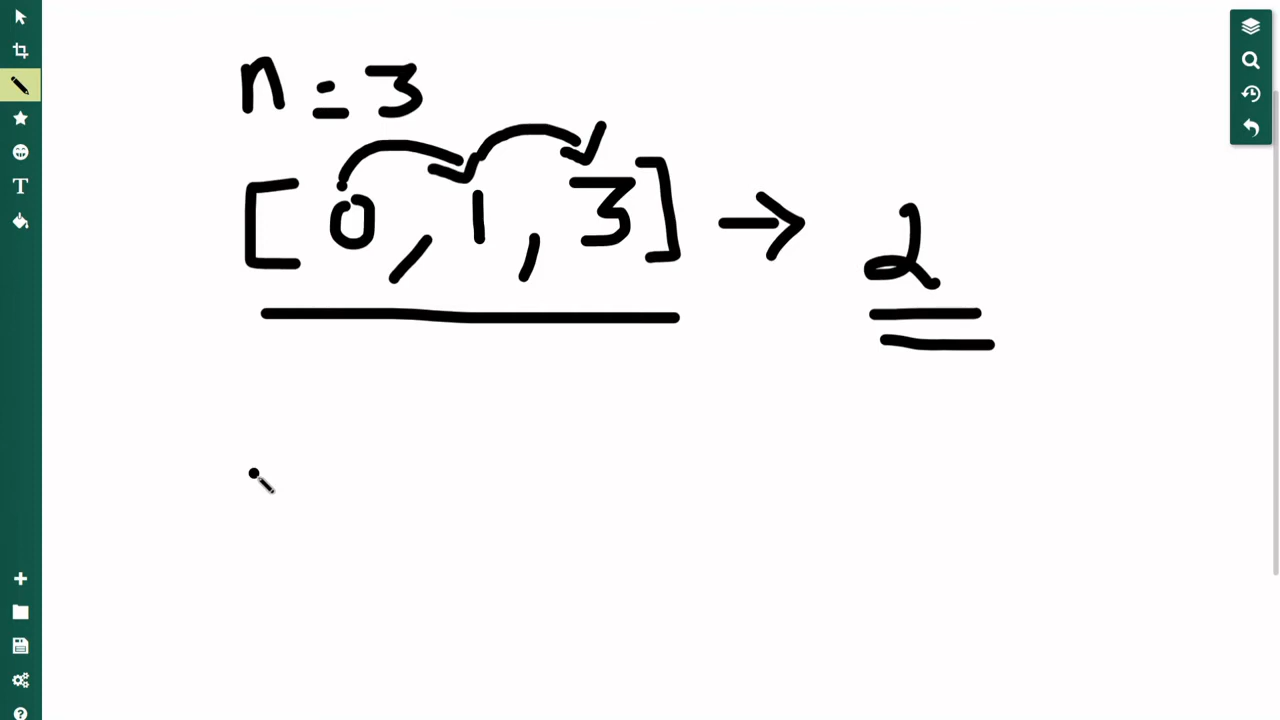 n = 3
[ 0 , 1 , 3 ] → 2